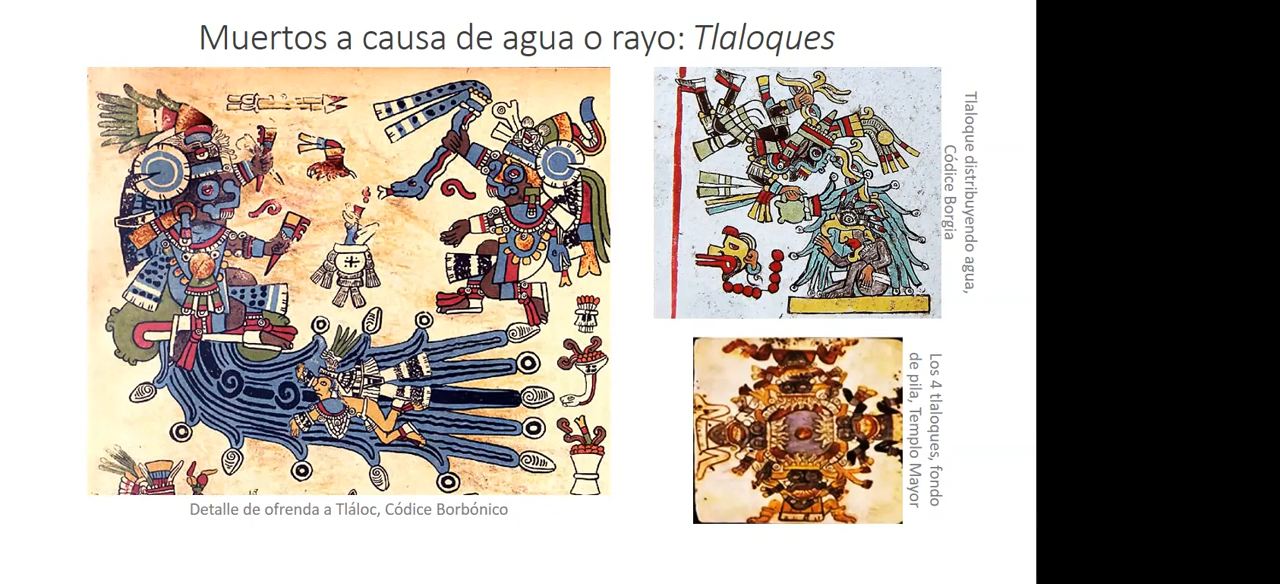 Muertos a causa de agua o rayo: Tlaloques
Tlaloque distribuyendo agua,
Códice Borgia
Los 4 tlaloques, fondo
de pila, Templo Mayor
Detalle de ofrenda a Tláloc, Códice Borbónico